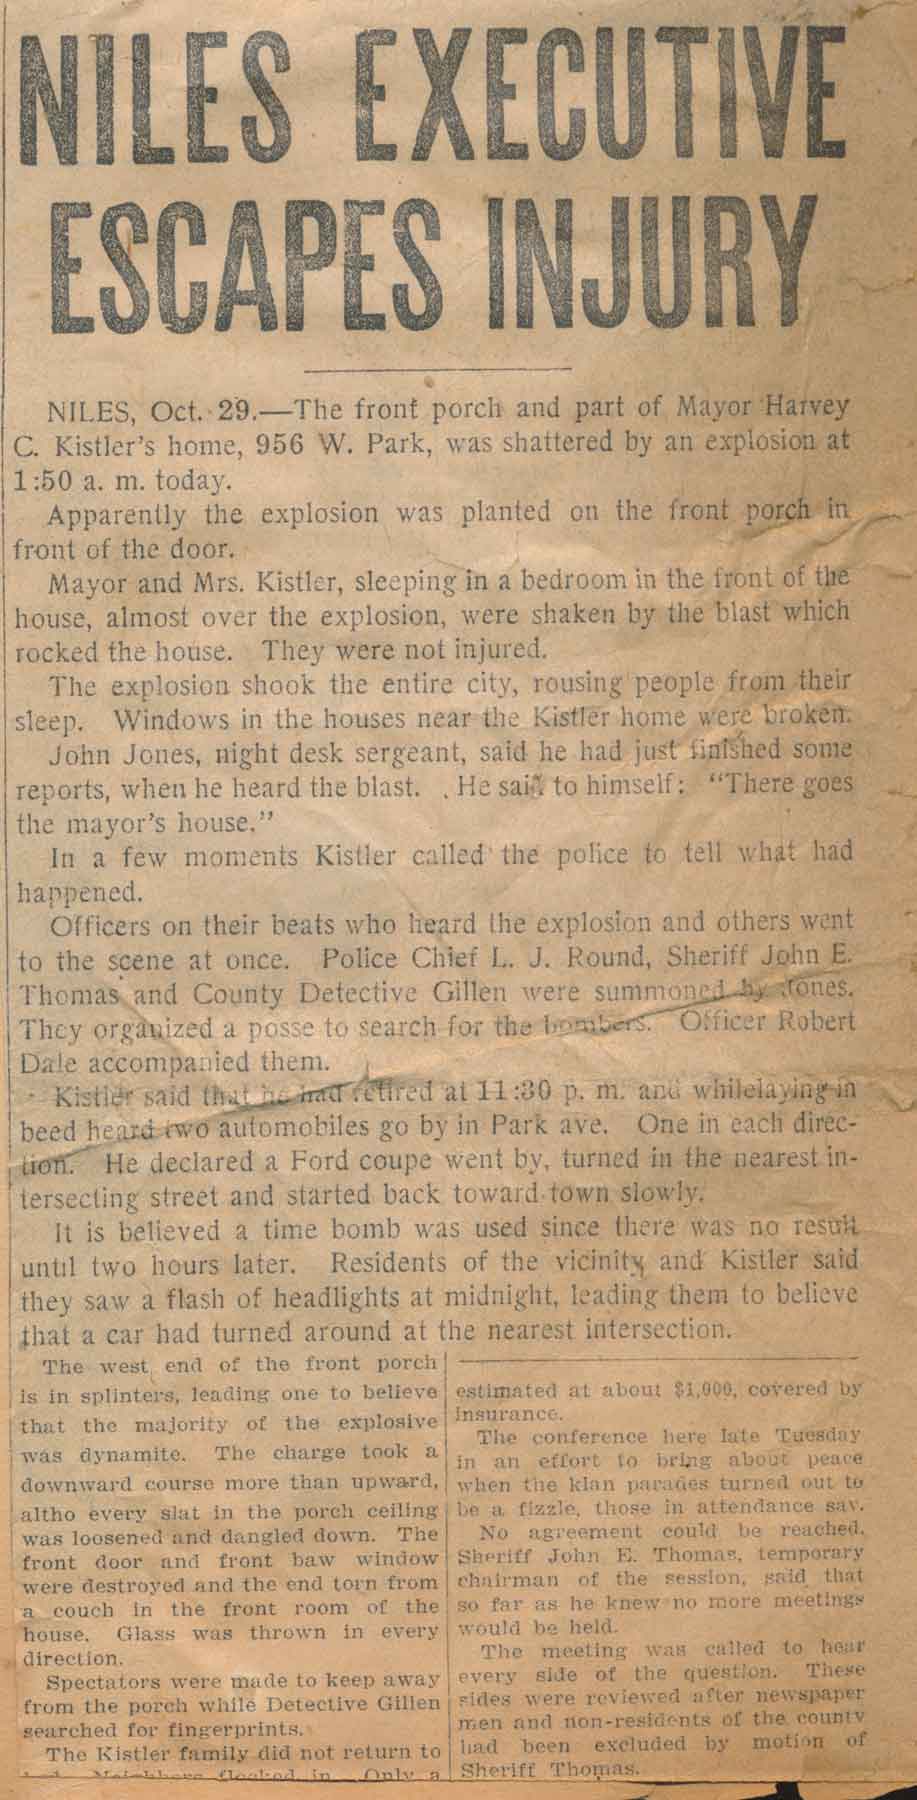 NILES EXECUTIVE
ESCAPES INJURY
NILES, Oct. 29.—The front porch and part of Mayor Harvey
C. Kistler's home, 956 W. Park, was shattered by an explosion at
1:50 a. m. today.
Apparently the explosion was planted on the front porch in
front of the door.
Mayor and Mrs. Kistler, sleeping in a bedroom in the front of the
house, almost over the explosion, were shaken by the blast which
rocked the house. They were not injured.
The explosion shook the entire city, rousing people from their
sleep. Windows in the houses near the Kistler home were broken.
John Jones, night desk sergeant, said he had just finished some
reports, when he heard the blast. He said to himself: "There goes
the mayor's house."
In a few moments Kistler called the police to tell what had
happened.
Officers on their beats who heard the explosion and others went
to the scene at once. Police Chief L. J. Round, Sheriff John E.
Thomas and County Detective Gillen were summoned by Jones.
They organized a posse to search for the bombers. Officer Robert
Dale accompanied them.
Kistler said that he had retired at 11:30 p. m. and whilelaying in
beed heard two automobiles go by in Park ave. One in each direc-
tion. He declared a Ford coupe went by, turned in the nearest in-
tersecting street and started back toward town slowly.
It is believed a time bomb was used since there was no result
until two hours later. Residents of the vicinity and Kistler said
they saw a flash of headlights at midnight, leading them to believe
that a car had turned around at the nearest intersection.
The west end of the front porch
is in splinters, leading one to believe
that the majority of the explosive
was dynamite. The charge took a
downward course more than upward,
altho every slat in the porch ceiling
was loosened and dangled down. The
front door and front baw window
were destroyed and the end torn from
a couch in the front room of the
house. Glass was thrown in every
direction.
Spectators were made to keep away
from the porch while Detective Gillen
searched for fingerprints.
The Kistler family did not return to
Neighbors flocked in. Only a
estimated at about $1,000, covered by
insurance.
The conference here late Tuesday
in an effort to bring about peace
when the klan parades turned out to
be a fizzle, those in attendance say.
No agreement could be reached.
Sheriff John E. Thomas, temporary
chairman of the session, said that
so far as he knew no more meetings
would be held.
The meeting was called to hear
every side of the question. These
sides were reviewed after newspaper
men and non-residents of the county
had been excluded by motion of
Sheriff Thomas.